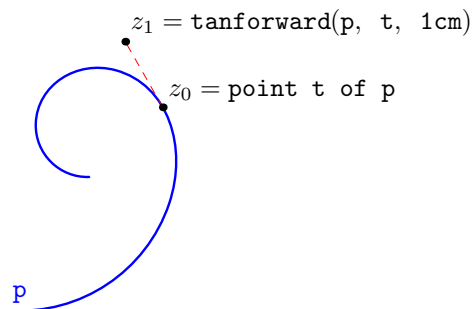 z₁ = tanforward(p, t, 1cm)
z₀ = point t of p
p